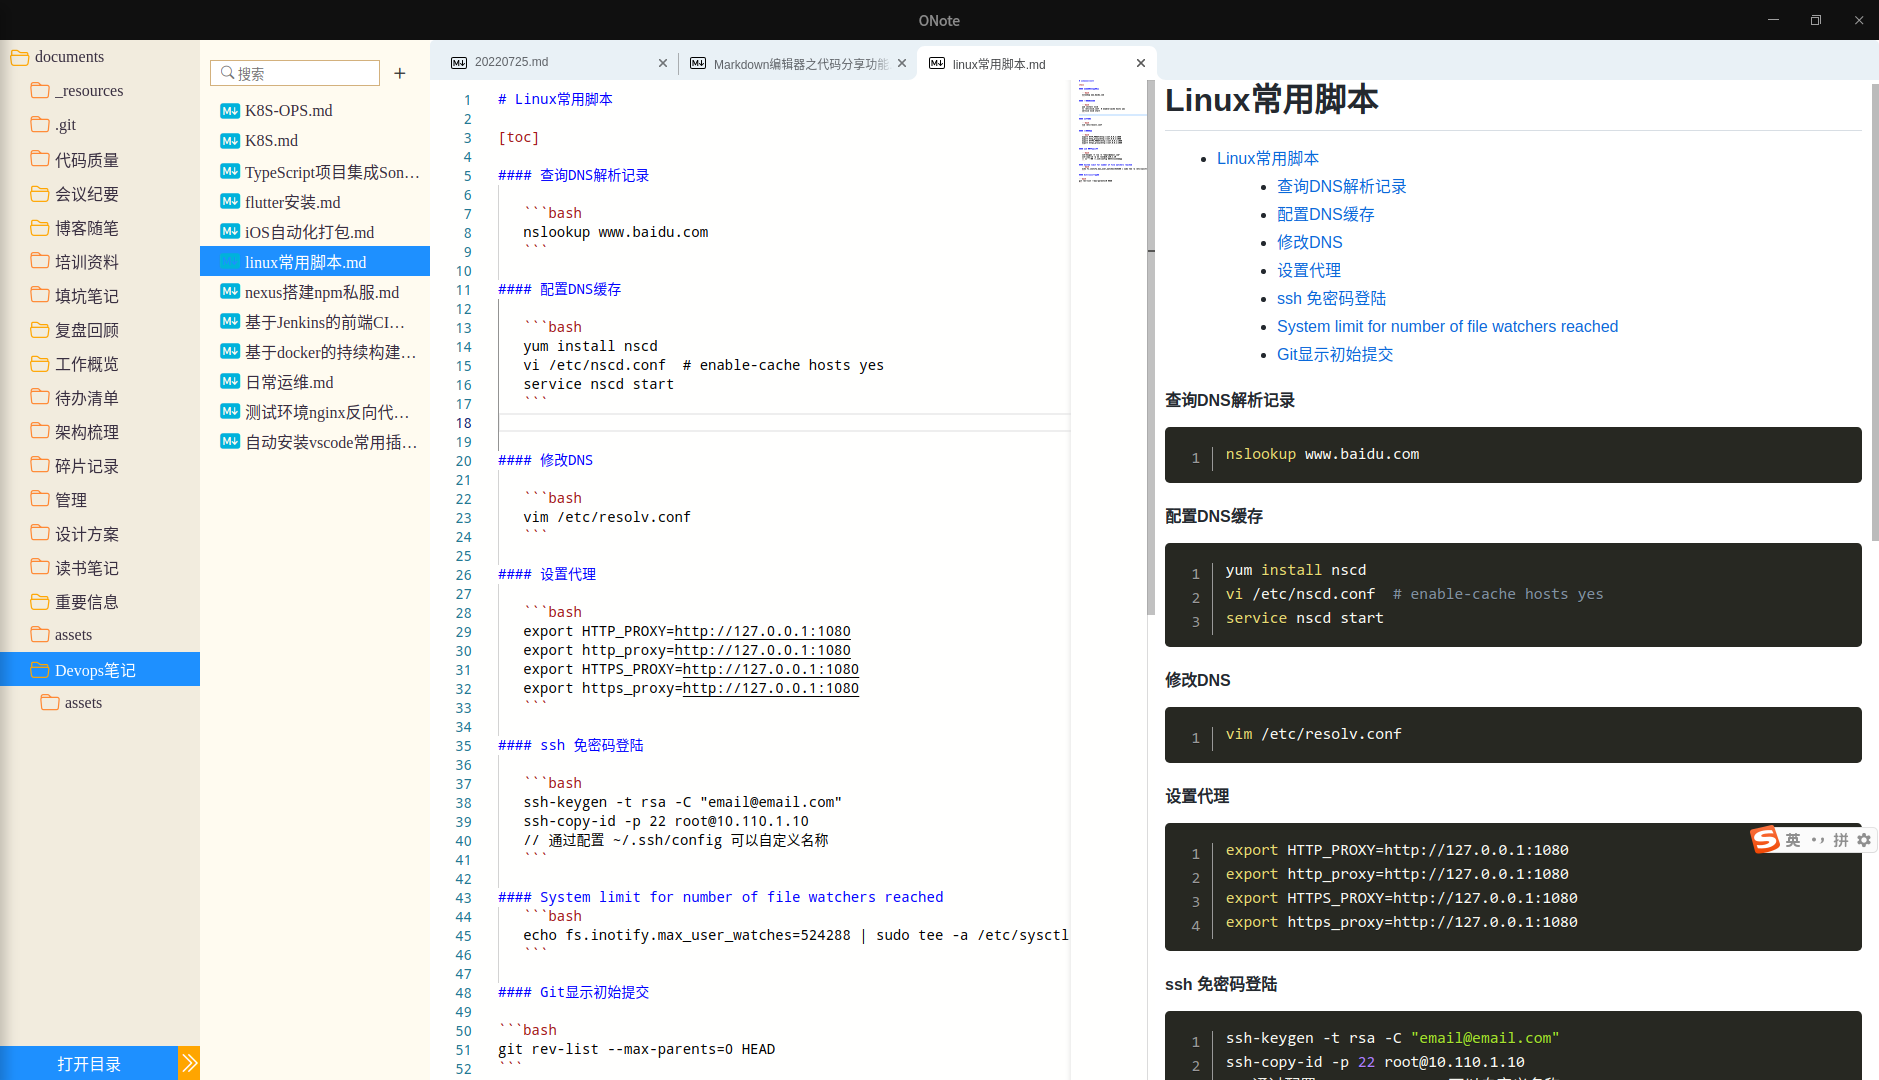 ONote
documents
_resources
.git
代码质量
会议纪要
博客随笔
培训资料
填坑笔记
复盘回顾
工作概览
待办清单
架构梳理
碎片记录
管理
设计方案
读书笔记
重要信息
assets
Devops笔记
assets
打开目录
搜索
K8S-OPS.md
K8S.md
TypeScript项目集成Son…
flutter安装.md
iOS自动化打包.md
linux常用脚本.md
nexus搭建npm私服.md
基于Jenkins的前端CI…
基于docker的持续构建…
日常运维.md
测试环境nginx反向代…
自动安装vscode常用插…
20220725.md
Markdown编辑器之代码分享功能
linux常用脚本.md
1 # Linux常用脚本
2
3 [toc]
4
5 #### 查询DNS解析记录
6
7 ```bash
8 nslookup www.baidu.com
9 ```
10
11 #### 配置DNS缓存
12
13 ```bash
14 yum install nscd
15 vi /etc/nscd.conf  # enable-cache hosts yes
16 service nscd start
17 ```
18
19
20 #### 修改DNS
21
22 ```bash
23 vim /etc/resolv.conf
24 ```
25
26 #### 设置代理
27
28 ```bash
29 export HTTP_PROXY=http://127.0.0.1:1080
30 export http_proxy=http://127.0.0.1:1080
31 export HTTPS_PROXY=http://127.0.0.1:1080
32 export https_proxy=http://127.0.0.1:1080
33 ```
34
35 #### ssh 免密码登陆
36
37 ```bash
38 ssh-keygen -t rsa -C "email@email.com"
39 ssh-copy-id -p 22 root@10.110.1.10
40 // 通过配置 ~/.ssh/config 可以自定义名称
41 ```
42
43 #### System limit for number of file watchers reached
44 ```bash
45 echo fs.inotify.max_user_watches=524288 | sudo tee -a /etc/sysctl
46 ```
47
48 #### Git显示初始提交
49
50 ```bash
51 git rev-list --max-parents=0 HEAD
52 ```
Linux常用脚本
Linux常用脚本
查询DNS解析记录
配置DNS缓存
修改DNS
设置代理
ssh 免密码登陆
System limit for number of file watchers reached
Git显示初始提交
查询DNS解析记录
1 nslookup www.baidu.com
配置DNS缓存
1 yum install nscd
2 vi /etc/nscd.conf  # enable-cache hosts yes
3 service nscd start
修改DNS
1 vim /etc/resolv.conf
设置代理
1 export HTTP_PROXY=http://127.0.0.1:1080
2 export http_proxy=http://127.0.0.1:1080
3 export HTTPS_PROXY=http://127.0.0.1:1080
4 export https_proxy=http://127.0.0.1:1080
英 •, 拼
ssh 免密码登陆
1 ssh-keygen -t rsa -C "email@email.com"
2 ssh-copy-id -p 22 root@10.110.1.10